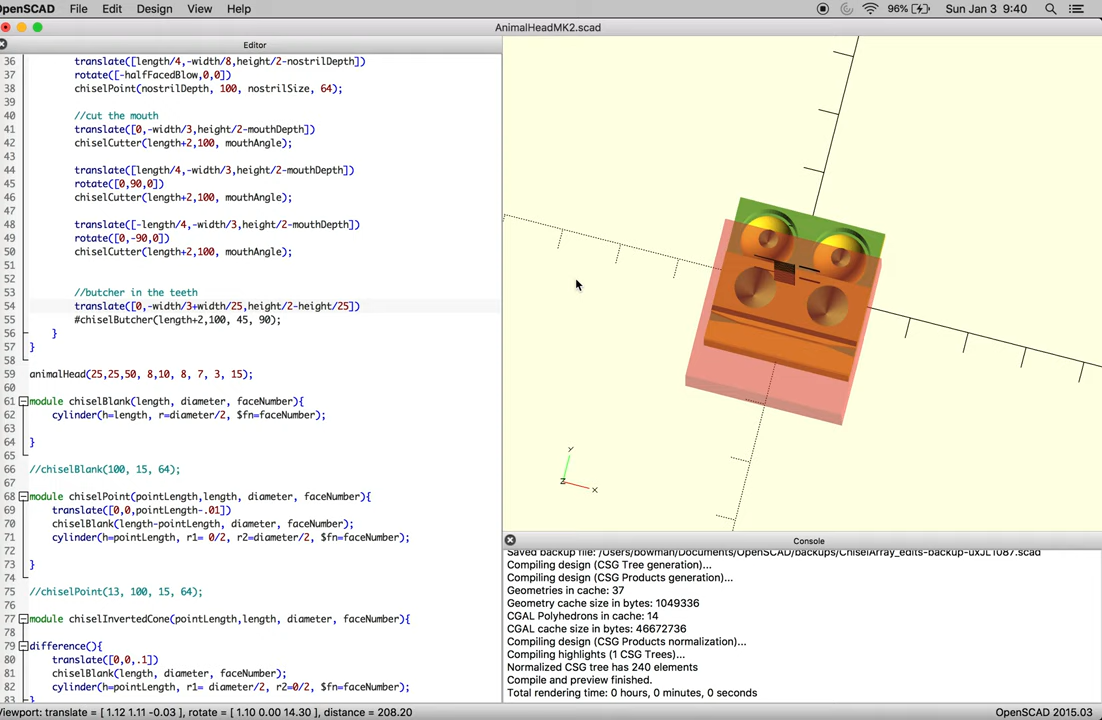 OpenSCAD File Edit Design View Help 96% Sun Jan 3 9:40
AnimalHeadMK2.scad
Editor
36 translate([length/4,-width/8,height/2-nostrilDepth])
37 rotate([-halfFacedBlow,0,0])
38 chiselPoint(nostrilDepth, 100, nostrilSize, 64);
39
40 //cut the mouth
41 translate([0,-width/3,height/2-mouthDepth])
42 chiselCutter(length+2,100, mouthAngle);
43
44 translate([length/4,-width/3,height/2-mouthDepth])
45 rotate([0,90,0])
46 chiselCutter(length+2,100, mouthAngle);
47
48 translate([-length/4,-width/3,height/2-mouthDepth])
49 rotate([0,-90,0])
50 chiselCutter(length+2,100, mouthAngle);
51
52
53 //butcher in the teeth
54 translate([0,-width/3+width/25,height/2-height/25])
55 #chiselButcher(length+2,100, 45, 90);
56 }
57 }
58
59 animalHead(25,25,50, 8,10, 8, 7, 3, 15);
60
61 module chiselBlank(length, diameter, faceNumber){
62 cylinder(h=length, r=diameter/2, $fn=faceNumber);
63
64 }
65
66 //chiselBlank(100, 15, 64);
67
68 module chiselPoint(pointLength,length, diameter, faceNumber){
69 translate([0,0,pointLength-.01])
70 chiselBlank(length-pointLength, diameter, faceNumber);
71 cylinder(h=pointLength, r1= 0/2, r2=diameter/2, $fn=faceNumber);
72
73 }
74
75 //chiselPoint(13, 100, 15, 64);
76
77 module chiselInvertedCone(pointLength,length, diameter, faceNumber){
78
79 difference(){
80 translate([0,0,.1])
81 chiselBlank(length, diameter, faceNumber);
82 cylinder(h=pointLength, r1= diameter/2, r2=0/2, $fn=faceNumber);
83 }
Y
Z
X
Console
Saved backup file: /Users/bowman/Documents/OpenSCAD/backups/ChiselArray_edits-backup-uxJL1087.scad
Compiling design (CSG Tree generation)...
Compiling design (CSG Products generation)...
Geometries in cache: 37
Geometry cache size in bytes: 1049336
CGAL Polyhedrons in cache: 14
CGAL cache size in bytes: 46672736
Compiling design (CSG Products normalization)...
Compiling highlights (1 CSG Trees)...
Normalized CSG tree has 240 elements
Compile and preview finished.
Total rendering time: 0 hours, 0 minutes, 0 seconds
Viewport: translate = [ 1.12 1.11 -0.03 ], rotate = [ 1.10 0.00 14.30 ], distance = 208.20
OpenSCAD 2015.03